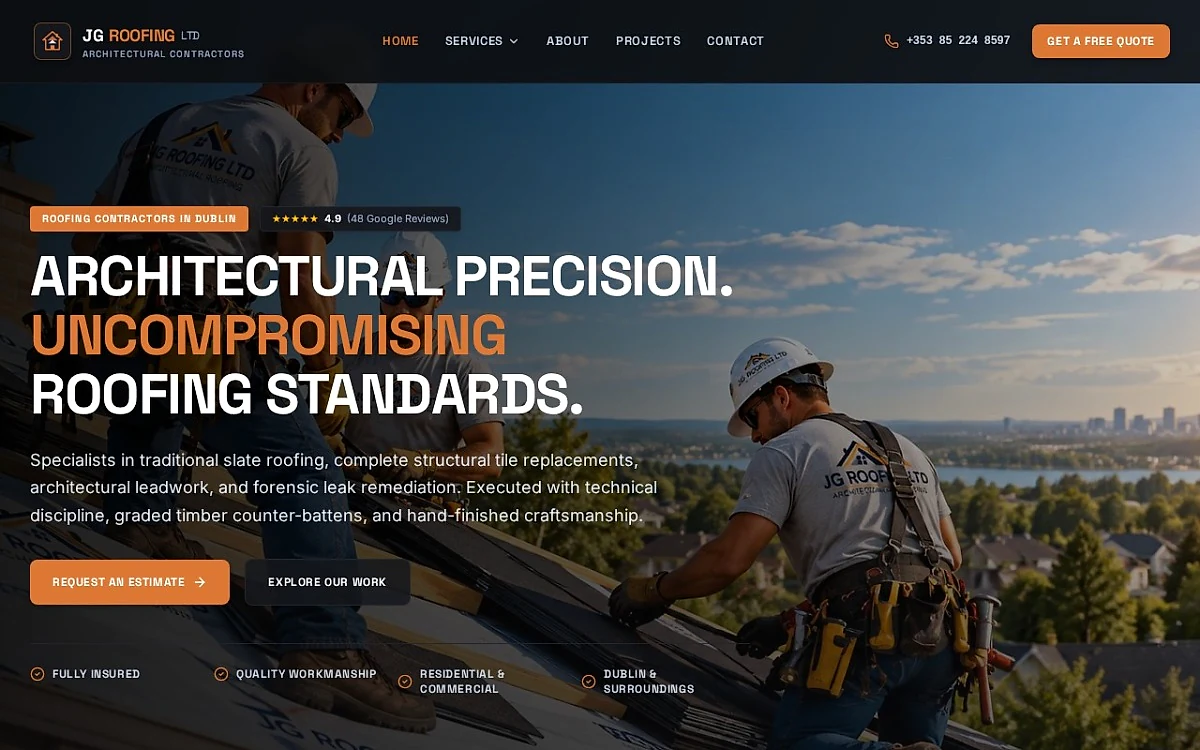 JG ROOFING LTD
ARCHITECTURAL CONTRACTORS
HOME
SERVICES
ABOUT
PROJECTS
CONTACT
+353 85 224 8597
GET A FREE QUOTE
JG ROOFING LTD
ROOFING CONTRACTORS IN DUBLIN
★★★★★ 4.9 (48 Google Reviews)
ARCHITECTURAL PRECISION.
UNCOMPROMISING
ROOFING STANDARDS.
JG ROOFING LTD
JG ROOF LTD
Specialists in traditional slate roofing, complete structural tile replacements,
architectural leadwork, and forensic leak remediation. Executed with technical
discipline, graded timber counter-battens, and hand-finished craftsmanship.
REQUEST AN ESTIMATE →
EXPLORE OUR WORK
FULLY INSURED
QUALITY WORKMANSHIP
RESIDENTIAL &
COMMERCIAL
DUBLIN &
SURROUNDINGS
JG ROO